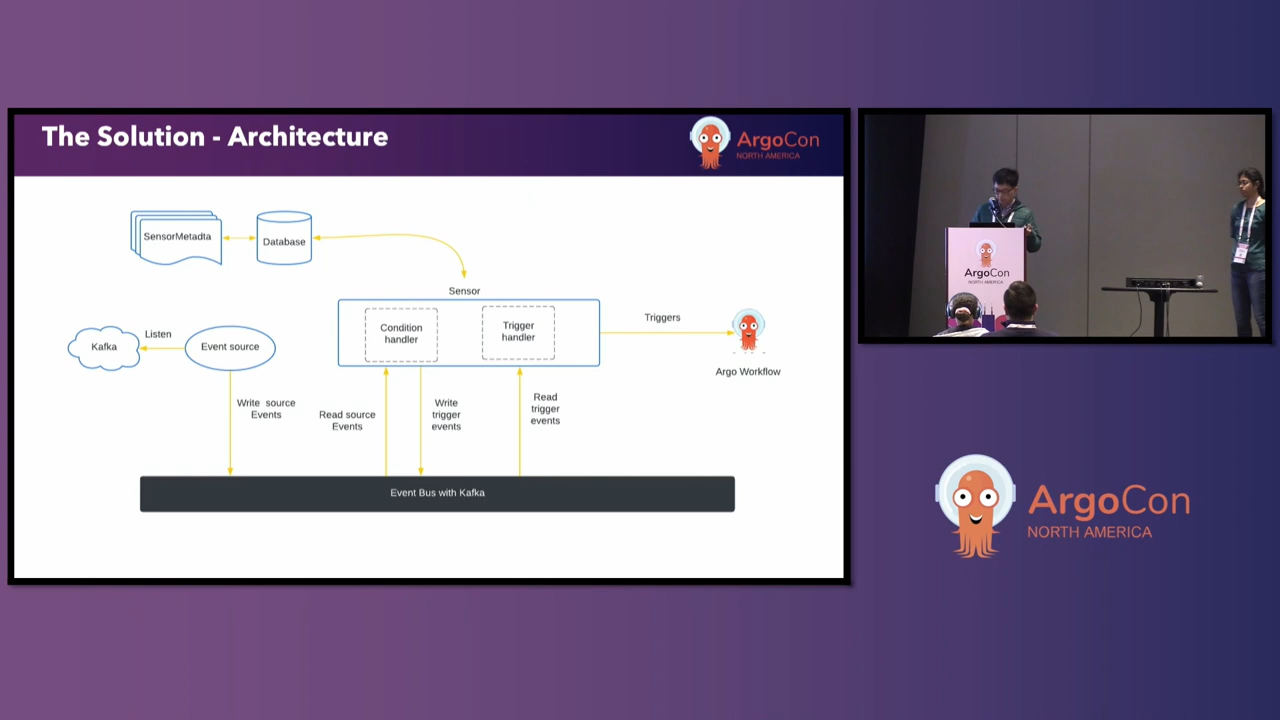 The Solution - Architecture
ArgoCon
NORTH AMERICA
SensorMetadta
Database
Sensor
Condition
handler
Trigger
handler
Triggers
Argo Workflow
Kafka
Listen
Event source
Write source
Events
Read source
Events
Write
trigger
events
Read
trigger
events
Event Bus with Kafka
ArgoCon
NORTH AMERICA
ArgoCon
NORTH AMERICA